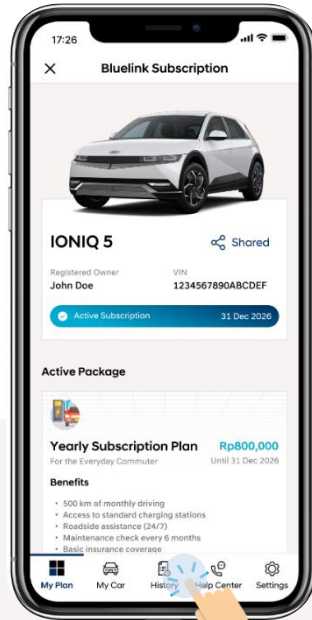 17:26
Bluelink Subscription
IONIQ 5
Shared
Registered Owner
VIN
John Doe
1234567890ABCDEF
Active Subscription
31 Dec 2026
Active Package
Yearly Subscription Plan
Rp800,000
For the Everyday Commuter
Until 31 Dec 2026
Benefits
• 500 km of monthly driving
• Access to standard charging stations
• Roadside assistance (24/7)
• Maintenance check every 6 months
• Basic insurance coverage
My Plan
My Car
History
Help Center
Settings